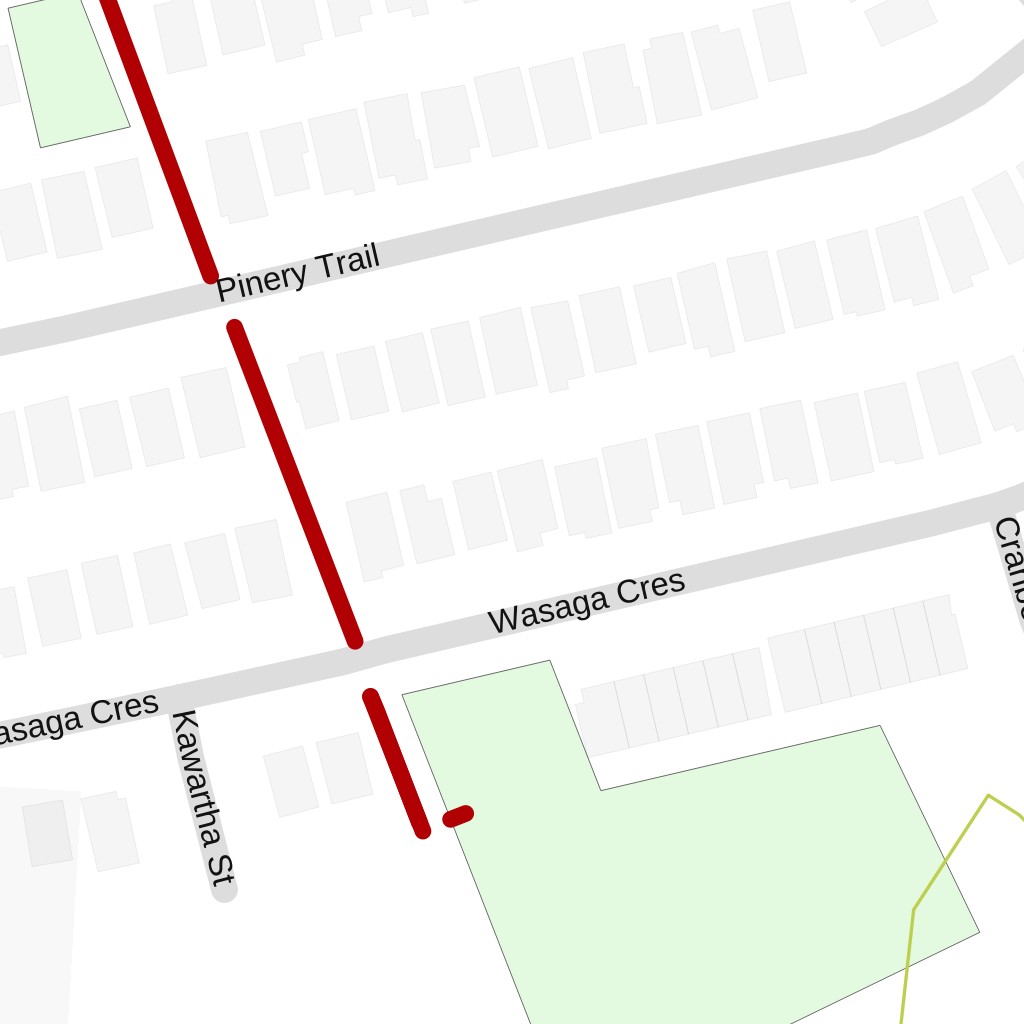 Pinery Trail
Wasaga Cres
asaga Cres
Kawartha St
Cranb